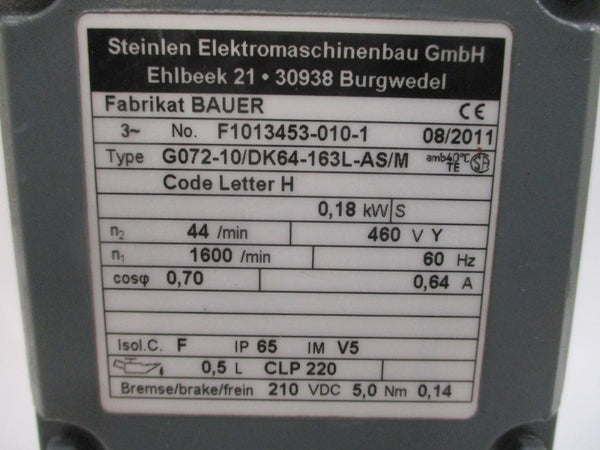 Steinlen Elektromaschinenbau GmbH
Ehlbeek 21 • 30938 Burgwedel
Fabrikat BAUER CE
3~ No. F1013453-010-1 08/2011
Type G072-10/DK64-163L-AS/M amb40°C TE
Code Letter H
0,18 kW S
n₂ 44 /min 460 V Y
n₁ 1600 /min 60 Hz
cosφ 0,70 0,64 A
Isol.C. F IP 65 IM V5
0,5 L CLP 220
Bremse/brake/frein 210 VDC 5,0 Nm 0,14